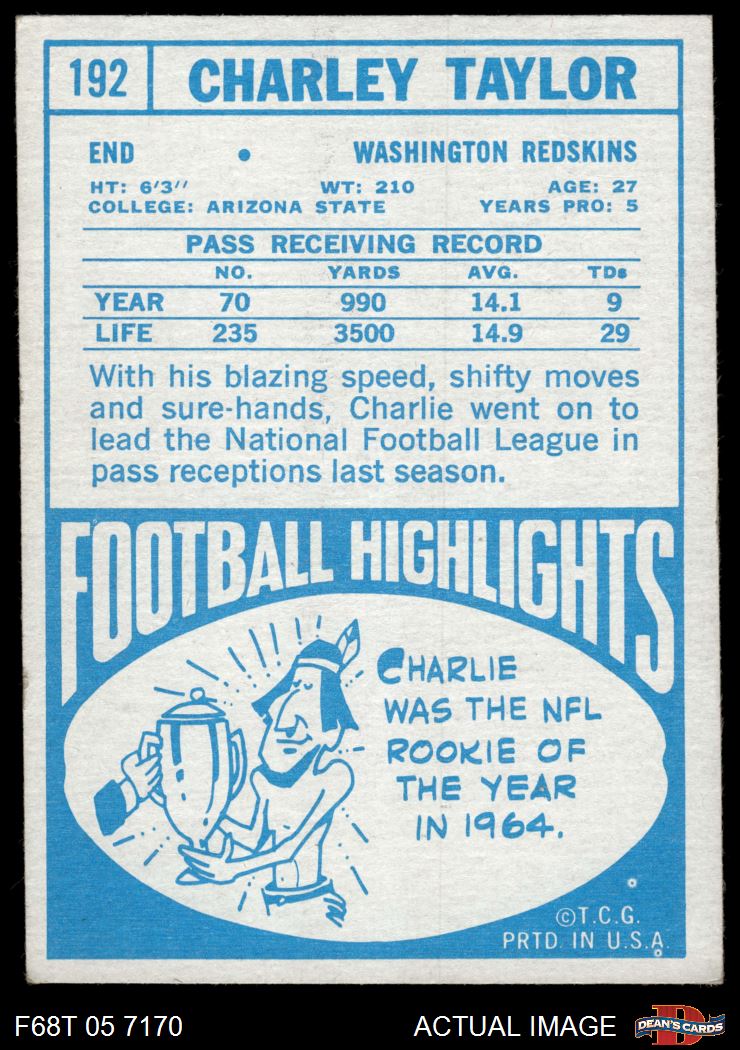 192 CHARLEY TAYLOR
END • WASHINGTON REDSKINS
HT: 6'3" WT: 210 AGE: 27
COLLEGE: ARIZONA STATE YEARS PRO: 5
PASS RECEIVING RECORD
NO. YARDS AVG. TDs
YEAR 70 990 14.1 9
LIFE 235 3500 14.9 29
With his blazing speed, shifty moves
and sure-hands, Charlie went on to
lead the National Football League in
pass receptions last season.
FOOTBALL HIGHLIGHTS
CHARLIE
WAS THE NFL
ROOKIE OF
THE YEAR
IN 1964.
©T.C.G.
PRTD. IN U.S.A.
F68T 05 7170 ACTUAL IMAGE D DEAN'S CARDS